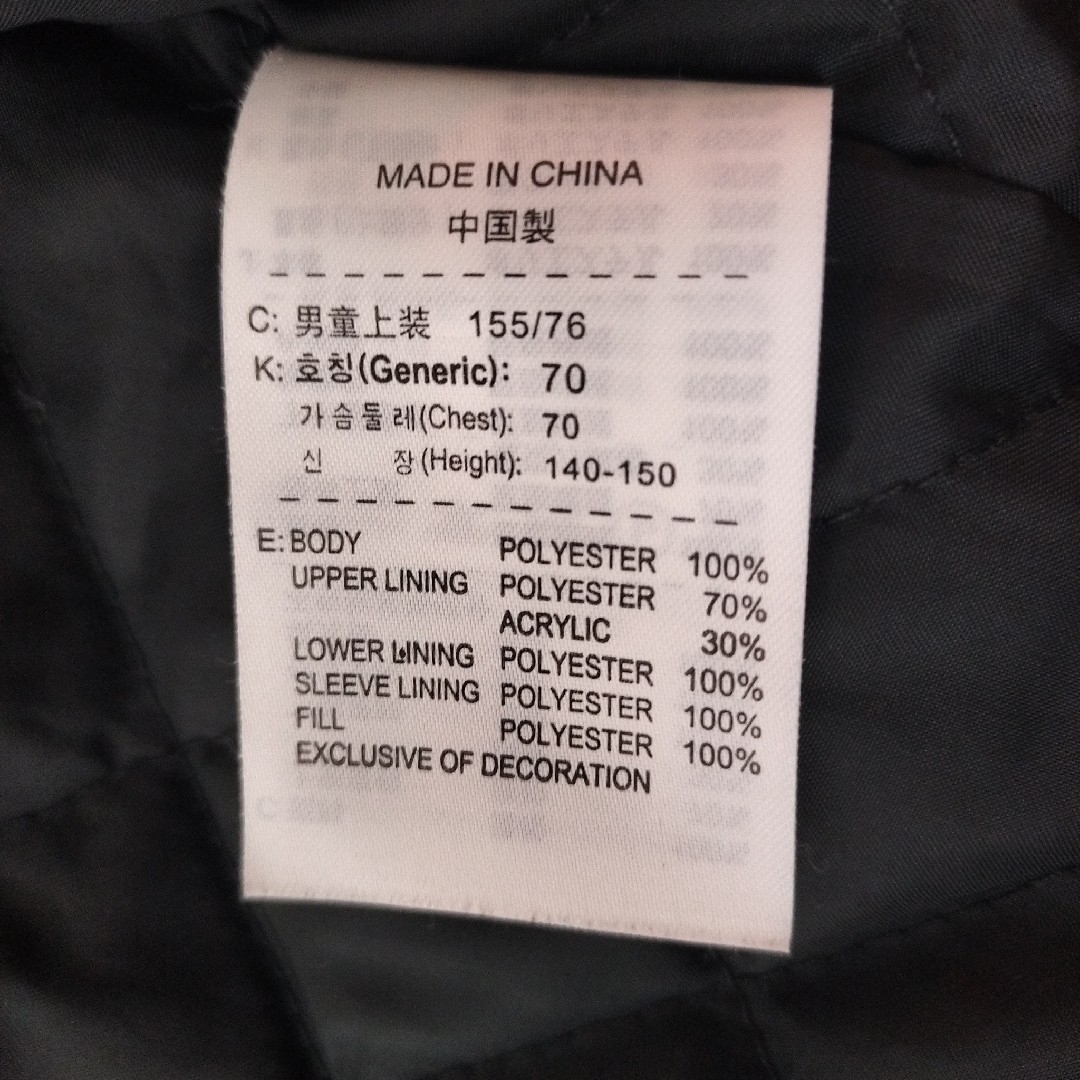 MADE IN CHINA
中国製
C: 男童上装 155/76
K: 호칭(Generic): 70
가슴둘레(Chest): 70
신 장(Height): 140-150
E: BODY POLYESTER 100%
UPPER LINING POLYESTER 70%
ACRYLIC 30%
LOWER LINING POLYESTER 100%
SLEEVE LINING POLYESTER 100%
FILL POLYESTER 100%
EXCLUSIVE OF DECORATION